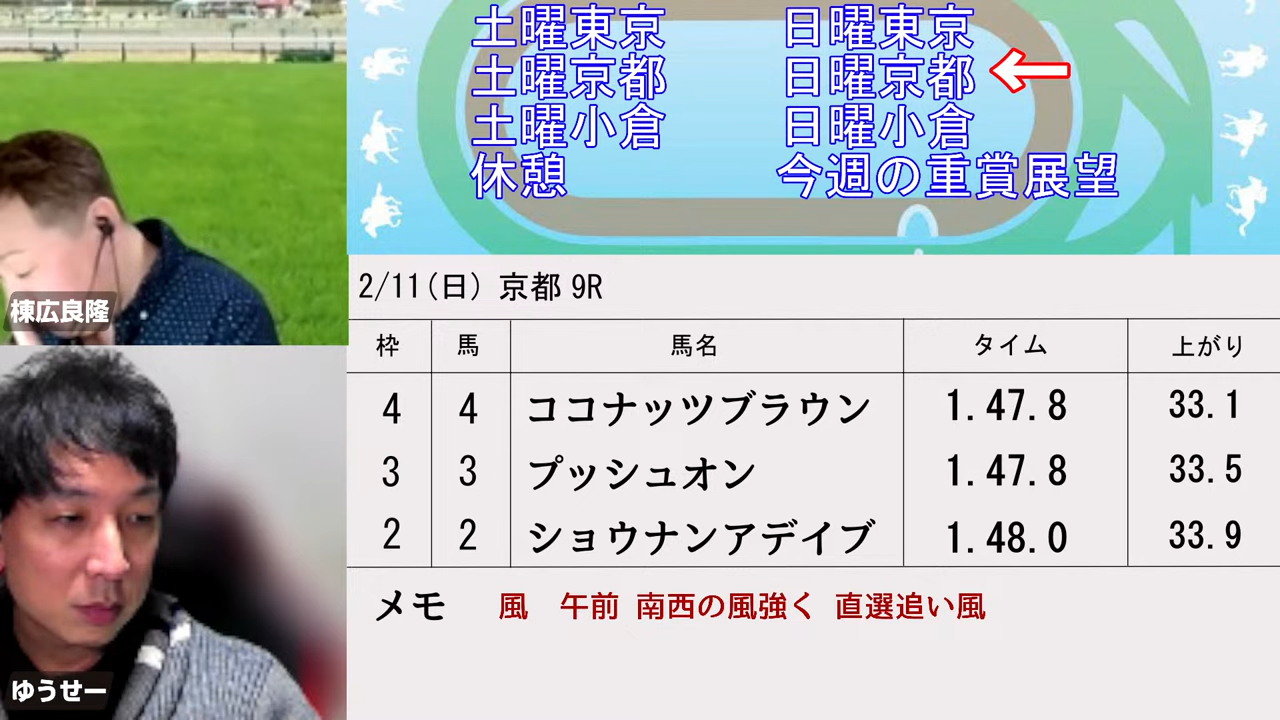 土曜東京 日曜東京
土曜京都 日曜京都
土曜小倉 日曜小倉
休憩 今週の重賞展望
棟広良隆
2/11(日) 京都 9R
枠 馬 馬名 タイム 上がり
4 4 ココナッツブラウン 1.47.8 33.1
3 3 プッシュオン 1.47.8 33.5
2 2 ショウナンアデイブ 1.48.0 33.9
メモ 風 午前 南西の風強く 直選追い風
ゆうせー